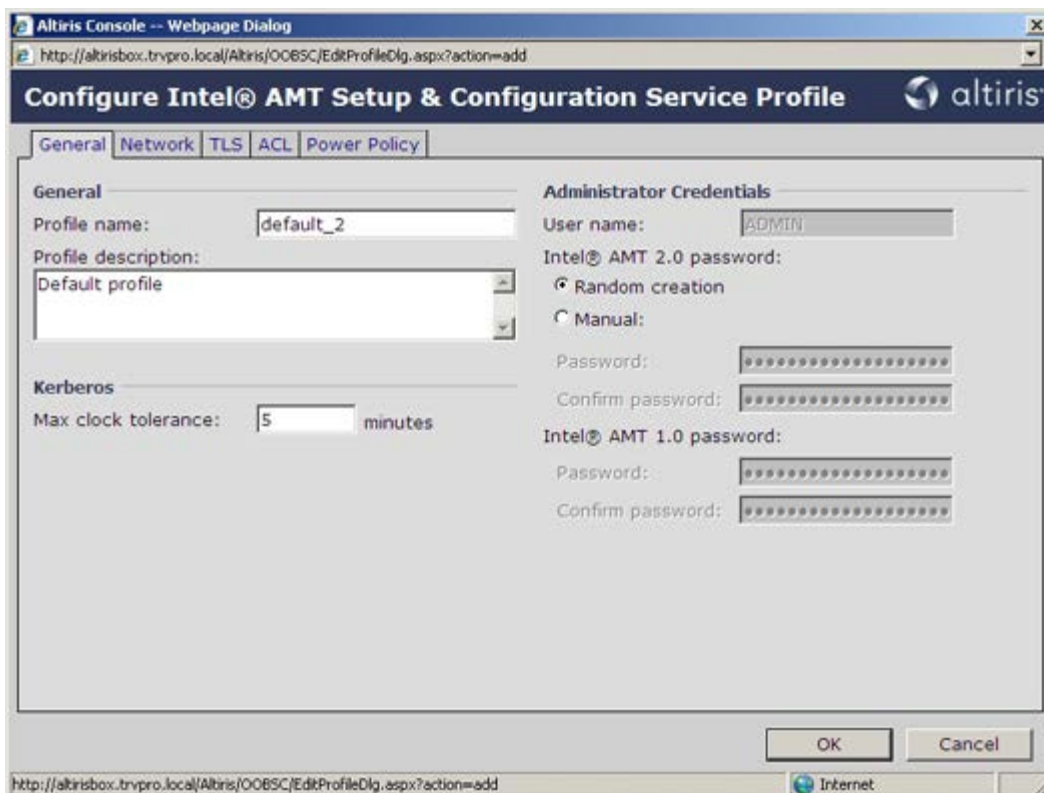 Altiris Console -- Webpage Dialog
http://altirisbox.trvpro.local/Altiris/OOBSC/EditProfileDlg.aspx?action=add
Configure Intel® AMT Setup & Configuration Service Profile
altiris
General Network TLS ACL Power Policy
General
Profile name: default_2
Profile description:
Default profile
Kerberos
Max clock tolerance: 5 minutes
Administrator Credentials
User name: ADMIN
Intel® AMT 2.0 password:
Random creation
Manual:
Password:
Confirm password:
Intel® AMT 1.0 password:
Password:
Confirm password:
OK Cancel
http://altirisbox.trvpro.local/Altiris/OOBSC/EditProfileDlg.aspx?action=add Internet